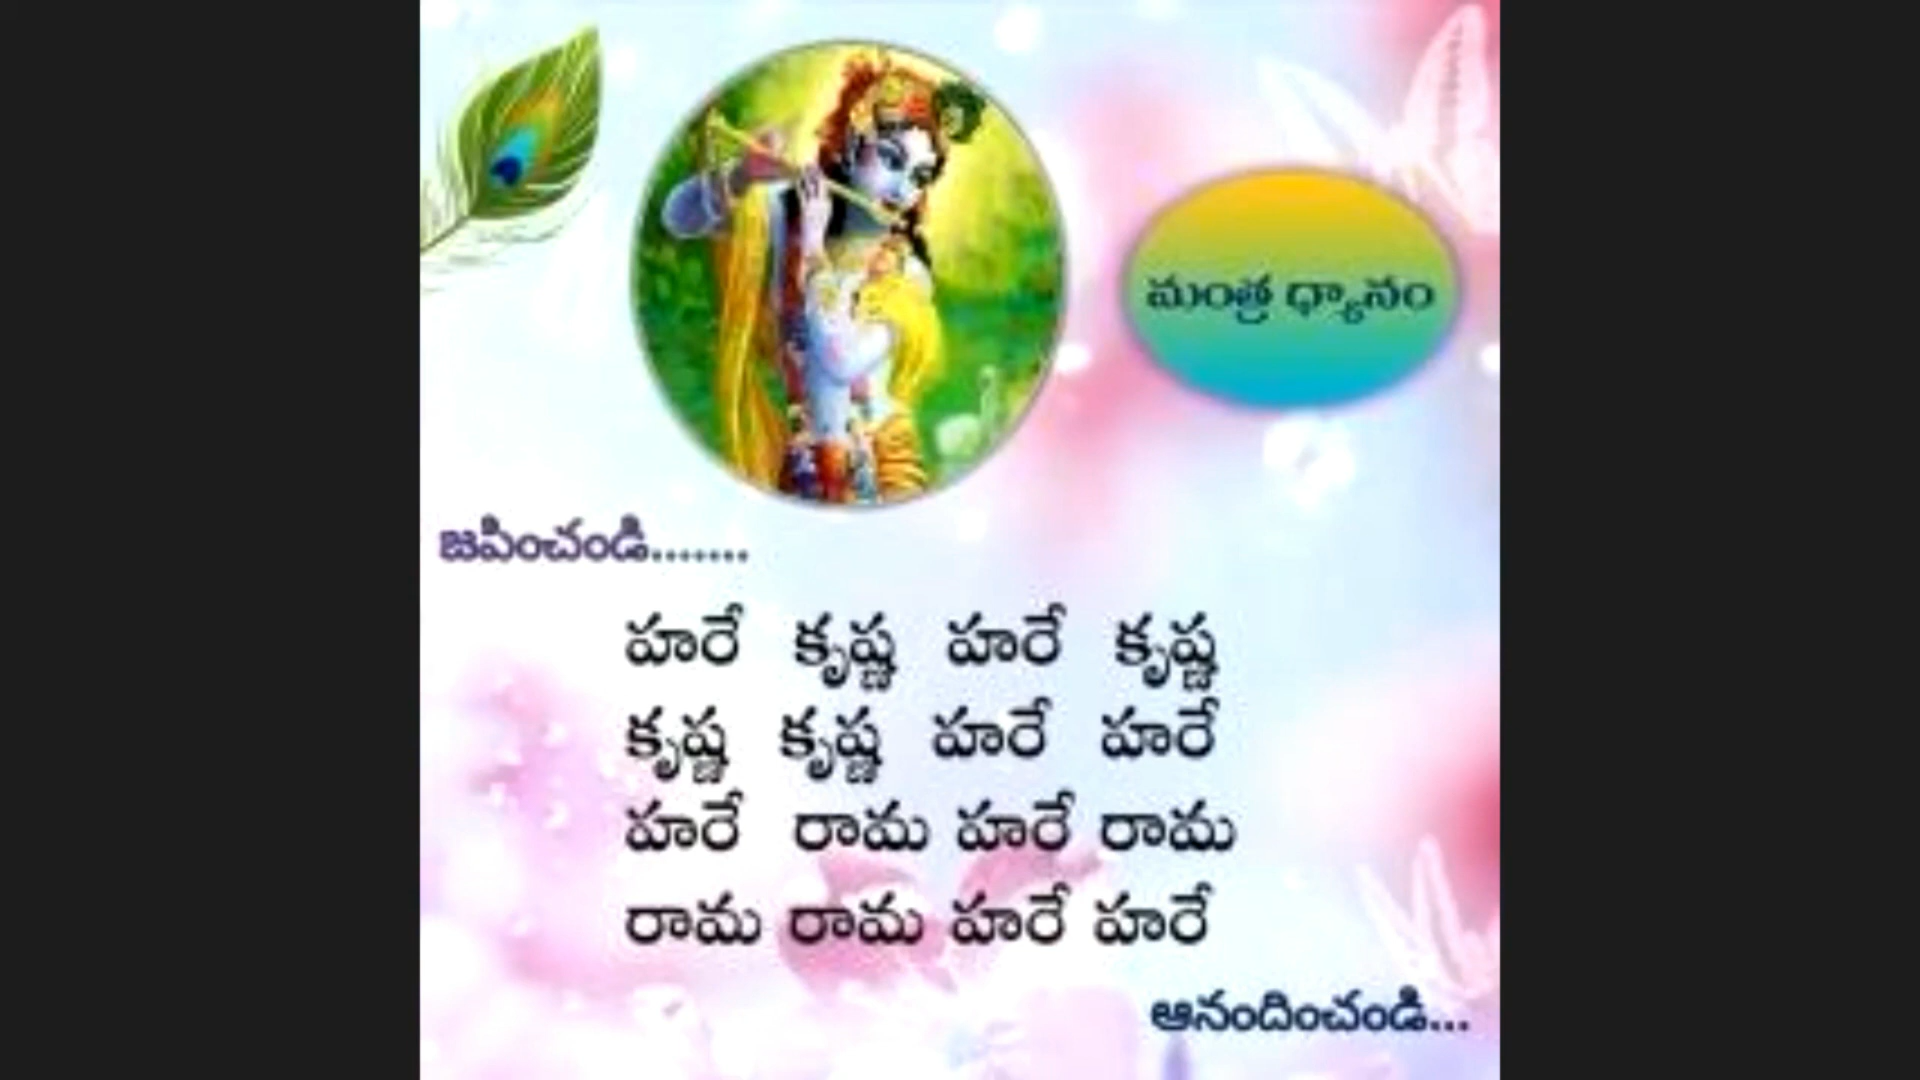 మంత్ర ధ్యానం
జపించండి.......
హరే కృష్ణ హరే కృష్ణ
కృష్ణ కృష్ణ హరే హరే
హరే రామ హరే రామ
రామ రామ హరే హరే
ఆనందించండి...